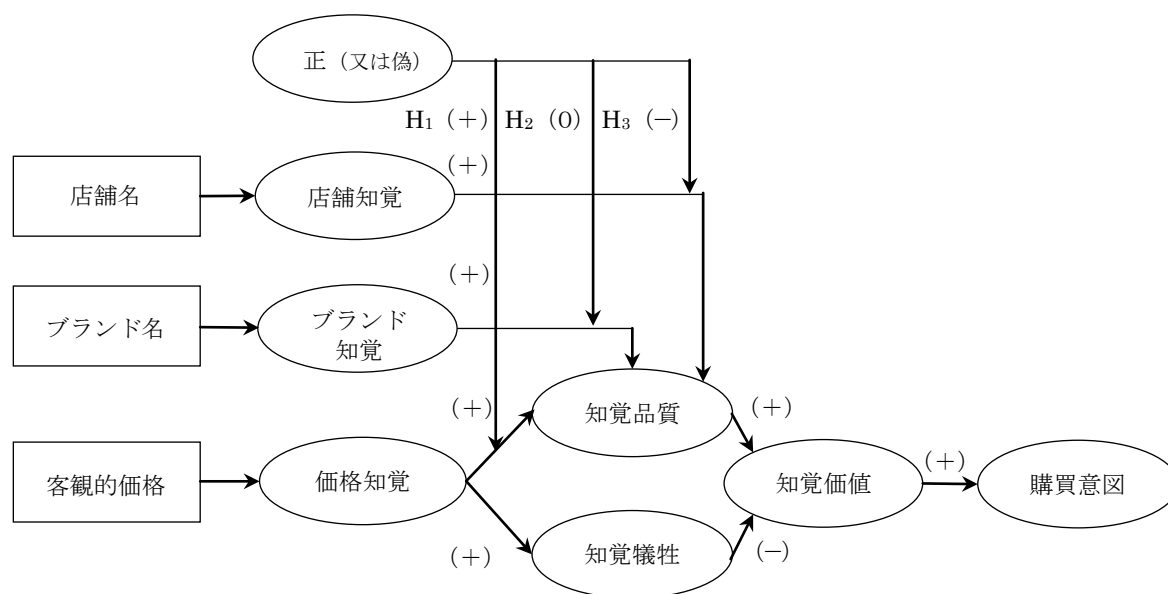 正（又は偽）
H₁（＋） H₂（0） H₃（−）
（＋）
店舗名
店舗知覚
（＋）
ブランド名
ブランド
知覚
（＋）
知覚品質
（＋）
客観的価格
価格知覚
知覚価値
（＋）
購買意図
（＋）
知覚犠牲
（−）